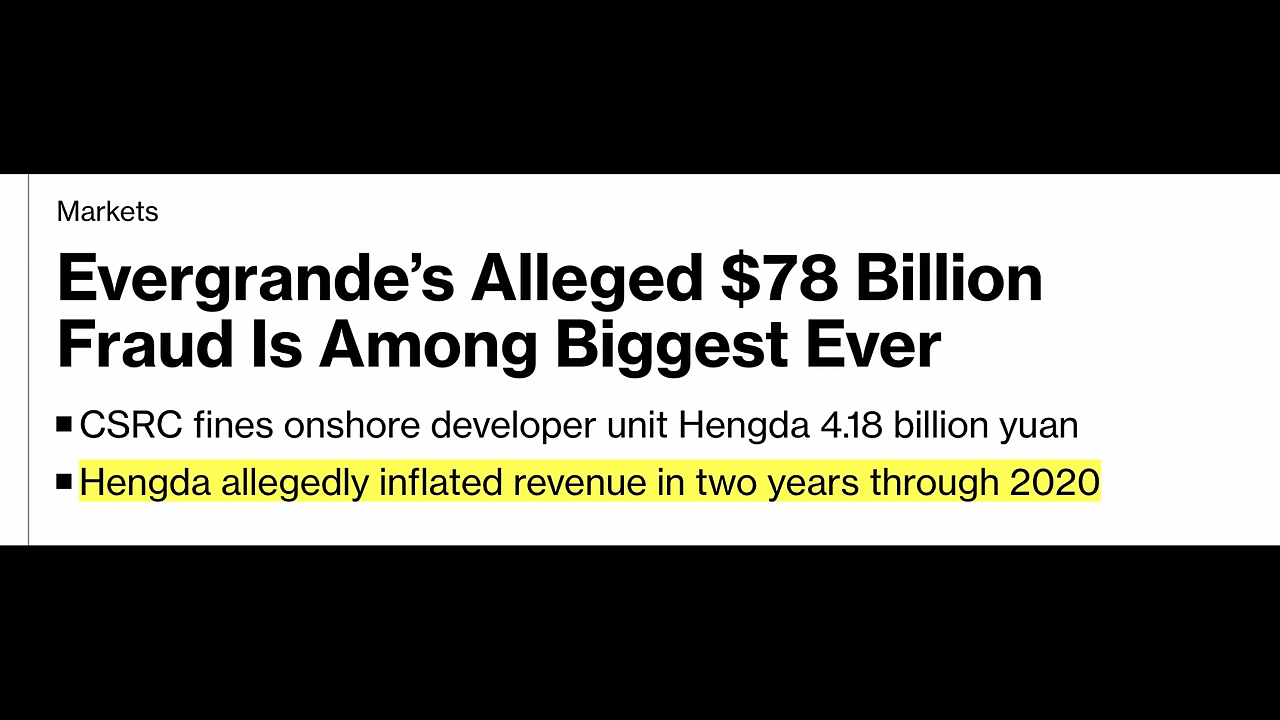 Markets
Evergrande’s Alleged $78 Billion
Fraud Is Among Biggest Ever
■ CSRC fines onshore developer unit Hengda 4.18 billion yuan
■ Hengda allegedly inflated revenue in two years through 2020